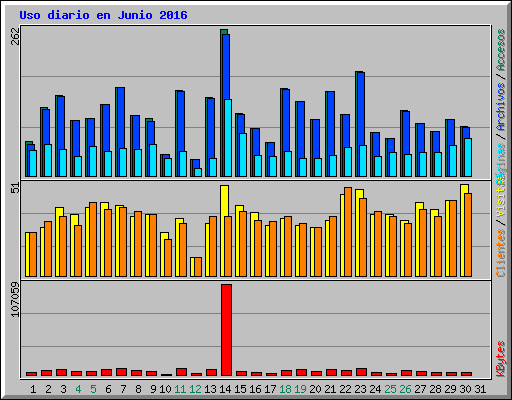 Uso diario en Junio 2016
262
51
107059
Clientes / Visitas
Páginas / Archivos / Accesos
KBytes
1 2 3 4 5 6 7 8 9 10 11 12 13 14 15 16 17 18 19 20 21 22 23 24 25 26 27 28 29 30 31